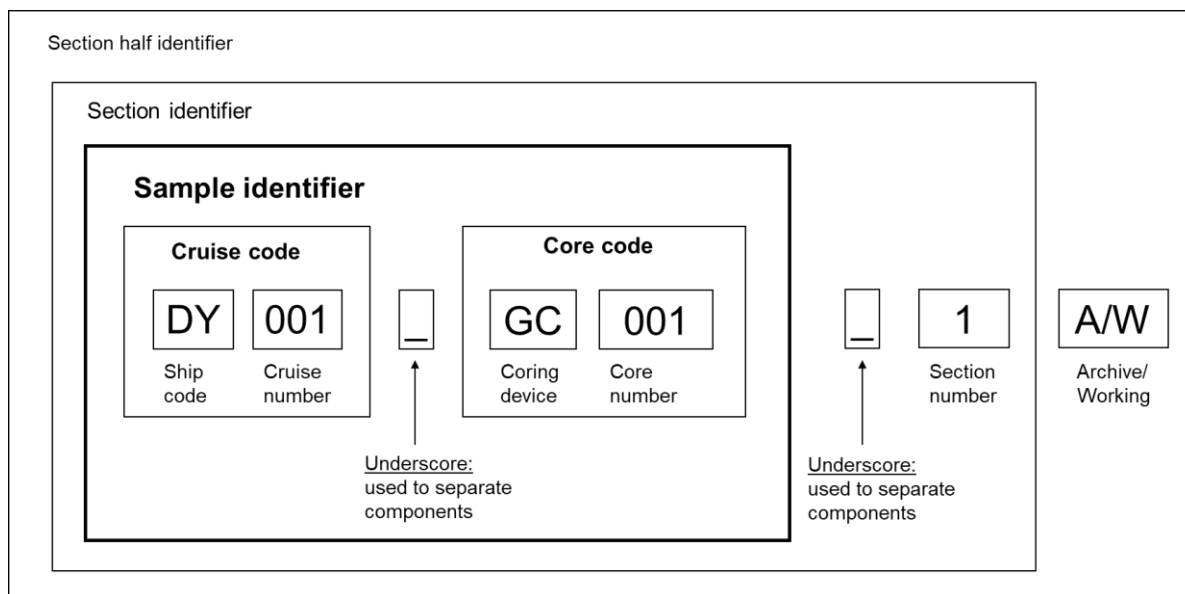 Section half identifier
Section identifier
Sample identifier
Cruise code
Core code
DY 001 _ GC 001 _ 1 A/W
Ship code
Cruise number
Coring device
Core number
Section number
Archive/
Working
Underscore:
used to separate
components
Underscore:
used to separate
components